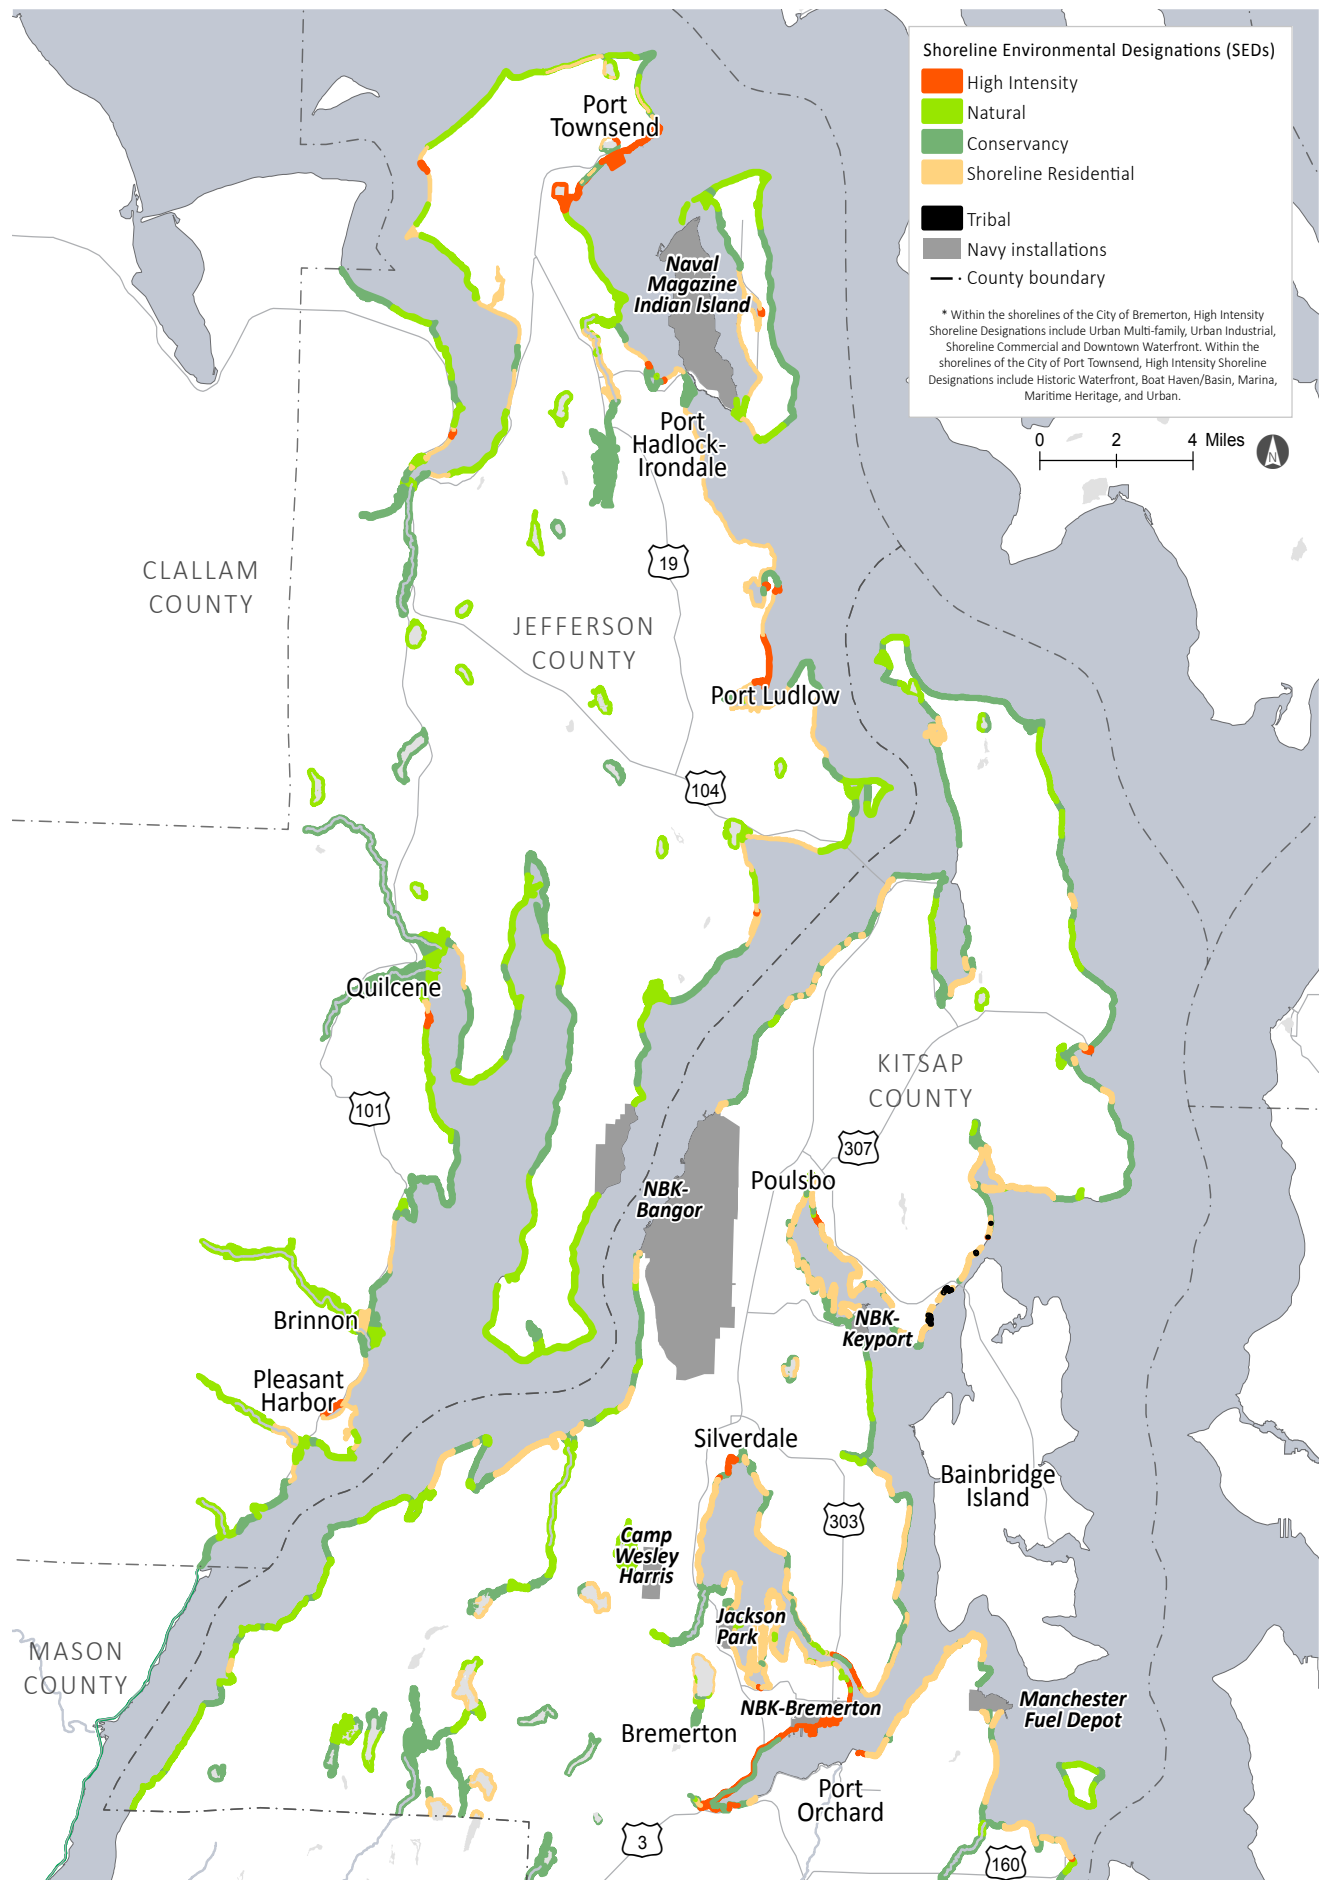 Shoreline Environmental Designations (SEDs)
High Intensity
Natural
Conservancy
Shoreline Residential
Tribal
Navy installations
County boundary
* Within the shorelines of the City of Bremerton, High Intensity
Shoreline Designations include Urban Multi-family, Urban Industrial,
Shoreline Commercial and Downtown Waterfront. Within the
shorelines of the City of Port Townsend, High Intensity Shoreline
Designations include Historic Waterfront, Boat Haven/Basin, Marina,
Maritime Heritage, and Urban.
0 2 4 Miles
N
Port
Townsend
Naval
Magazine
Indian Island
Port
Hadlock-
Irondale
19
CLALLAM
COUNTY
JEFFERSON
COUNTY
Port Ludlow
104
Quilcene
101
KITSAP
COUNTY
307
Poulsbo
NBK-
Bangor
Brinnon
NBK-
Keyport
Pleasant
Harbor
Silverdale
Bainbridge
Island
303
Camp
Wesley
Harris
Jackson
Park
MASON
COUNTY
NBK-Bremerton
Manchester
Fuel Depot
Bremerton
Port
Orchard
3
160